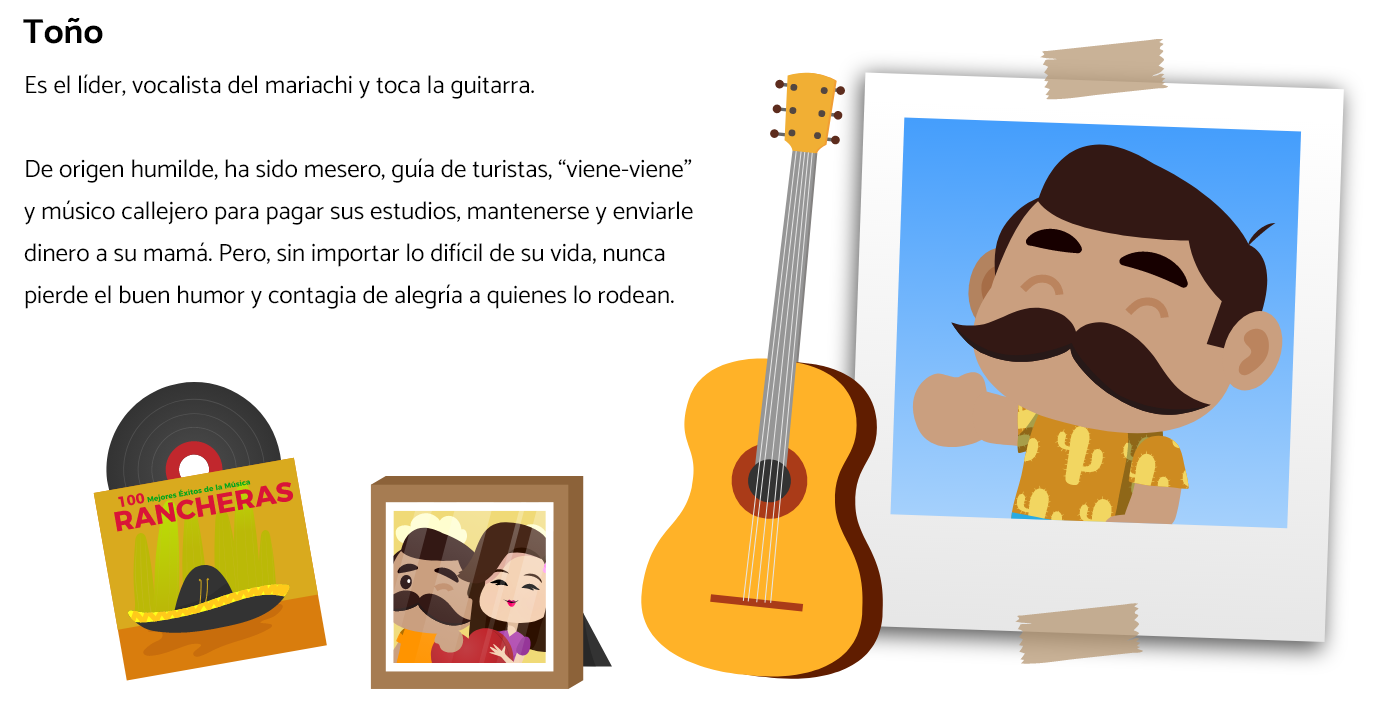 Toño
Es el líder, vocalista del mariachi y toca la guitarra.
De origen humilde, ha sido mesero, guía de turistas, “viene-viene”
y músico callejero para pagar sus estudios, mantenerse y enviarle
dinero a su mamá. Pero, sin importar lo difícil de su vida, nunca
pierde el buen humor y contagia de alegría a quienes lo rodean.
100 Mejores Éxitos de la Música
RANCHERAS